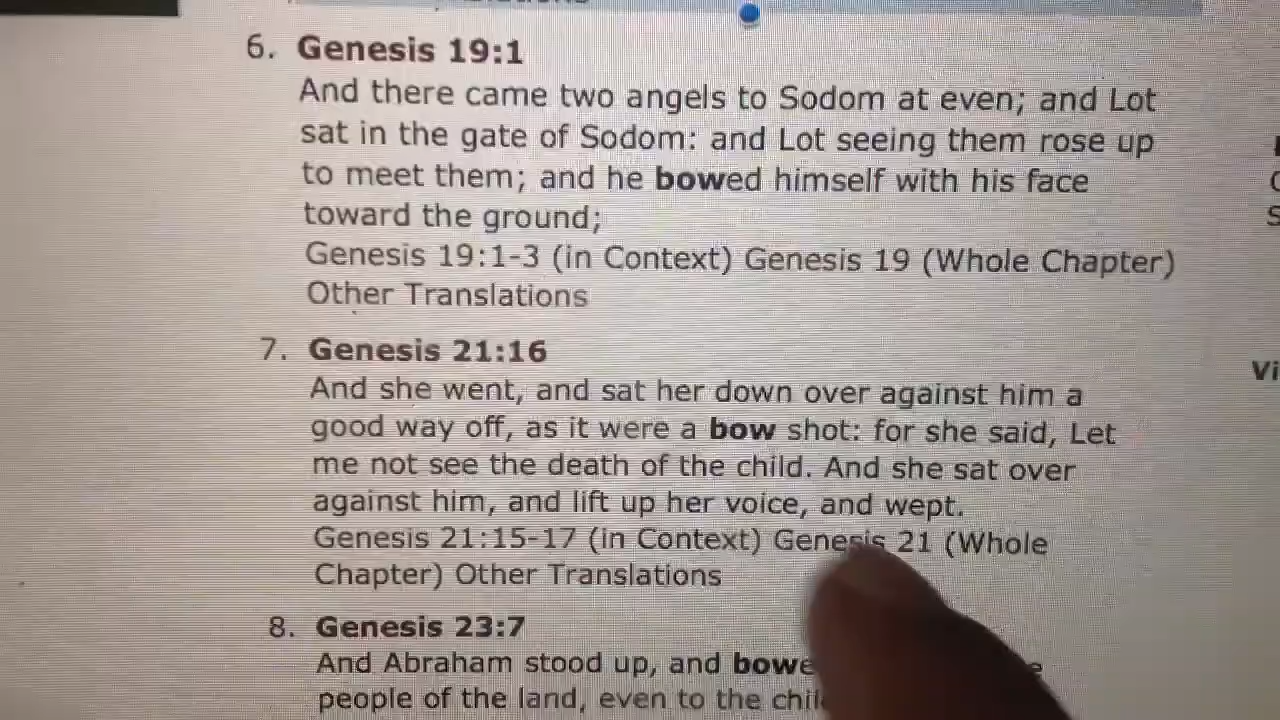 6. Genesis 19:1
And there came two angels to Sodom at even; and Lot
sat in the gate of Sodom: and Lot seeing them rose up
to meet them; and he bowed himself with his face
toward the ground;
Genesis 19:1-3 (in Context) Genesis 19 (Whole Chapter)
Other Translations
7. Genesis 21:16
Vi
And she went, and sat her down over against him a
good way off, as it were a bow shot: for she said, Let
me not see the death of the child. And she sat over
against him, and lift up her voice, and wept.
Genesis 21:15-17 (in Context) Genesis 21 (Whole
Chapter) Other Translations
8. Genesis 23:7
And Abraham stood up, and bowe
people of the land, even to the chil